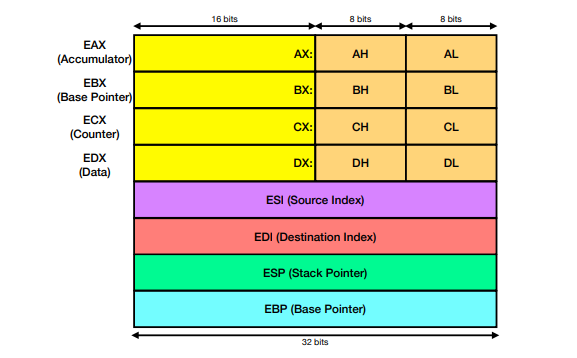 16 bits 8 bits 8 bits
EAX
(Accumulator)
AX: AH AL
EBX
(Base Pointer)
BX: BH BL
ECX
(Counter)
CX: CH CL
EDX
(Data)
DX: DH DL
ESI (Source Index)
EDI (Destination Index)
ESP (Stack Pointer)
EBP (Base Pointer)
32 bits